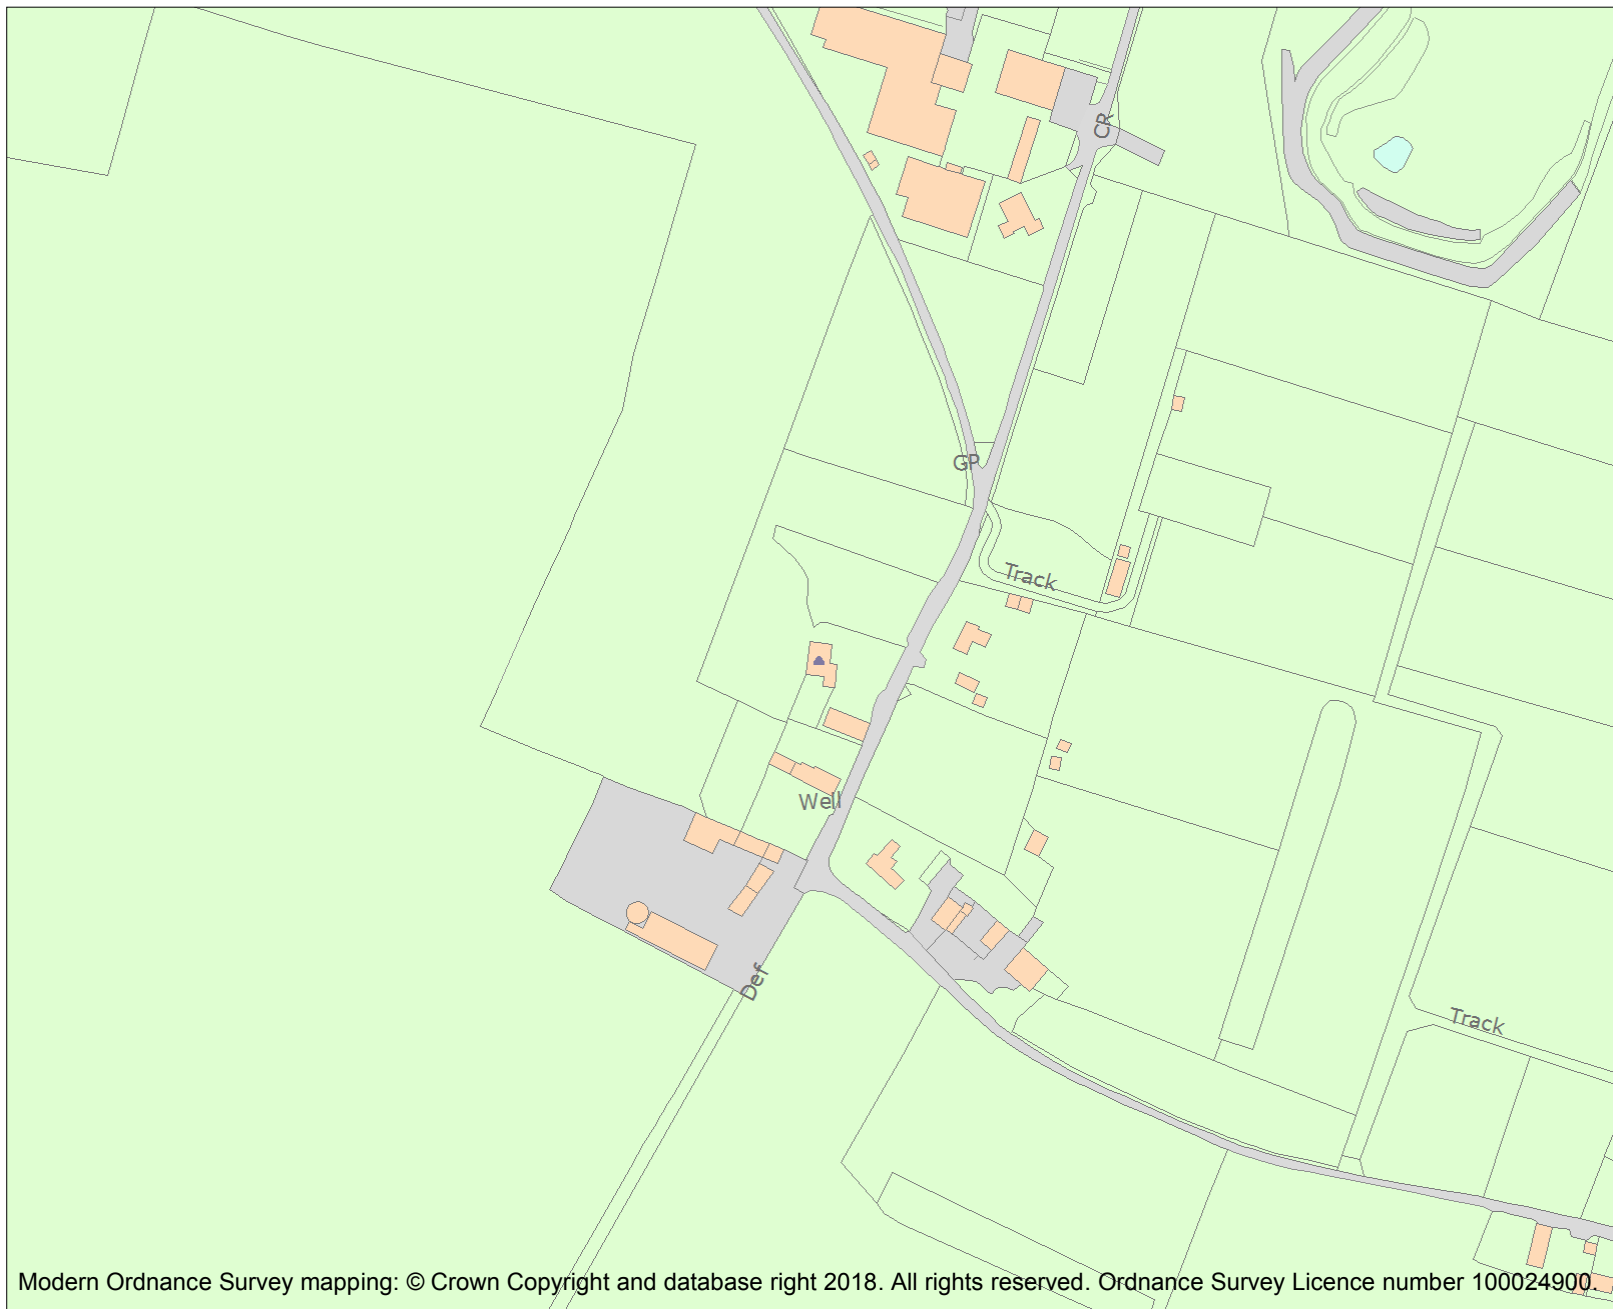 CR
GP
Track
Well
Def
Track
Modern Ordnance Survey mapping: © Crown Copyright and database right 2018. All rights reserved. Ordnance Survey Licence number 100024900.